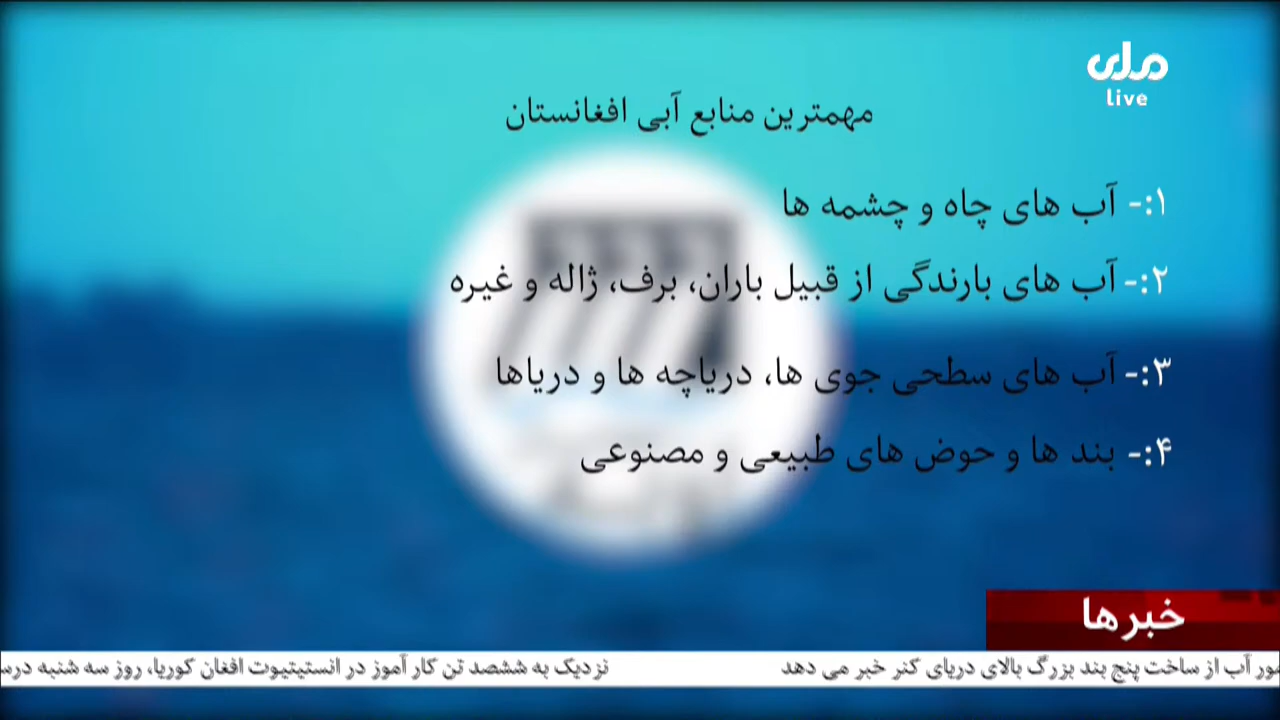 ملی
live
مهمترین منابع آبی افغانستان
۱:- آب های چاه و چشمه ها
۲:- آب های بارندگی از قبیل باران، برف، ژاله و غیره
۳:- آب های سطحی جوی ها، دریاچه ها و دریاها
۴:- بند ها و حوض های طبیعی و مصنوعی
خبرها
آب از ساخت پنج بند بزرگ بالای دریای کنر خبر می دهد نزدیک به ششصد تن کار آموز در انستیتیوت افغان کوریا، روز سه شنبه